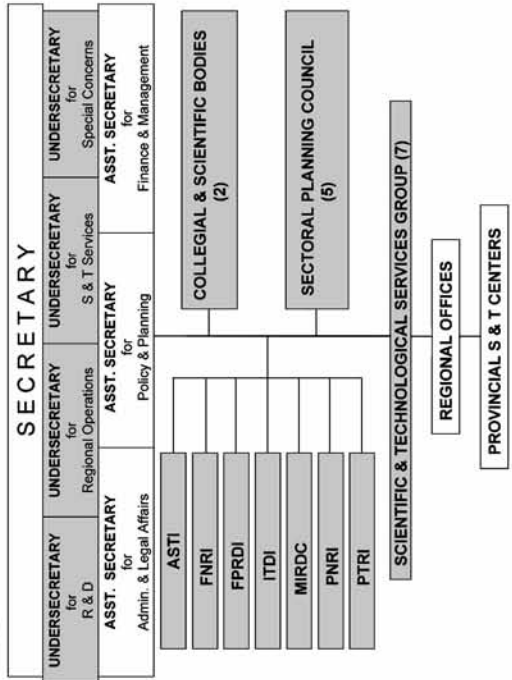 SECRETARY
UNDERSECRETARY
for
R & D
UNDERSECRETARY
for
Regional Operations
UNDERSECRETARY
for
S & T Services
UNDERSECRETARY
for
Special Concerns
ASST. SECRETARY
for
Admin. & Legal Affairs
ASST. SECRETARY
for
Policy & Planning
ASST. SECRETARY
for
Finance & Management
ASTI
FNRI
FPRDI
ITDI
MIRDC
PNRI
PTRI
COLLEGIAL & SCIENTIFIC BODIES
(2)
SECTORAL PLANNING COUNCIL
(5)
SCIENTIFIC & TECHNOLOGICAL SERVICES GROUP (7)
REGIONAL OFFICES
PROVINCIAL S & T CENTERS